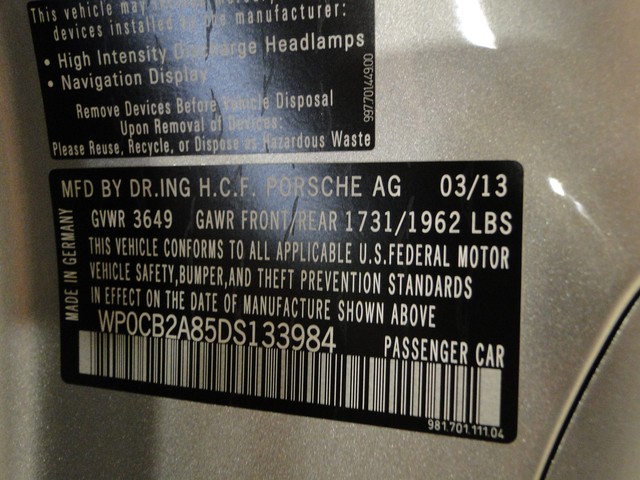 This vehicle may
devices installed by the manufacturer:
• High Intensity Discharge Headlamps
• Navigation Display
Remove Devices Before Vehicle Disposal
Upon Removal of Devices:
Please Reuse, Recycle, or Dispose as Hazardous Waste
997.701.449.00
MFD BY DR.ING H.C.F. PORSCHE AG 03/13
GVWR 3649 GAWR FRONT/REAR 1731/1962 LBS
THIS VEHICLE CONFORMS TO ALL APPLICABLE U.S.FEDERAL MOTOR
VEHICLE SAFETY,BUMPER,AND THEFT PREVENTION STANDARDS
IN EFFECT ON THE DATE OF MANUFACTURE SHOWN ABOVE
MADE IN GERMANY
WP0CB2A85DS133984
PASSENGER CAR
981.701.111.04